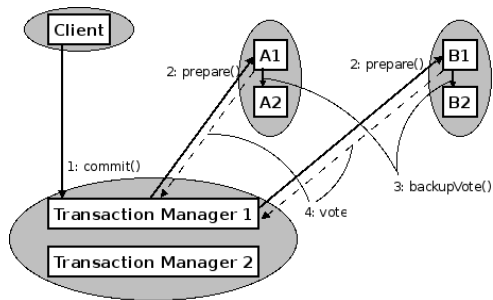 Client
A1
B1
2: prepare()
2: prepare()
A2
B2
1: commit()
3: backupVote()
4: vote
Transaction Manager 1
Transaction Manager 2